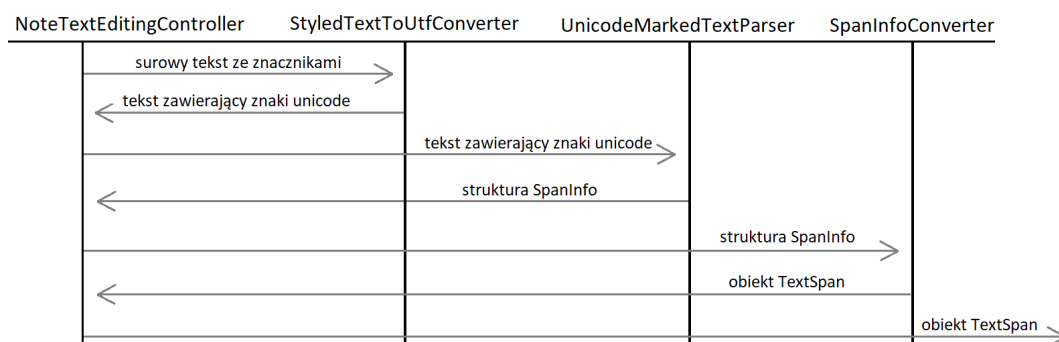 NoteTextEditingController StyledTextToUtfConverter UnicodeMarkedTextParser SpanInfoConverter
surowy tekst ze znacznikami
tekst zawierający znaki unicode
tekst zawierający znaki unicode
struktura SpanInfo
struktura SpanInfo
obiekt TextSpan
obiekt TextSpan